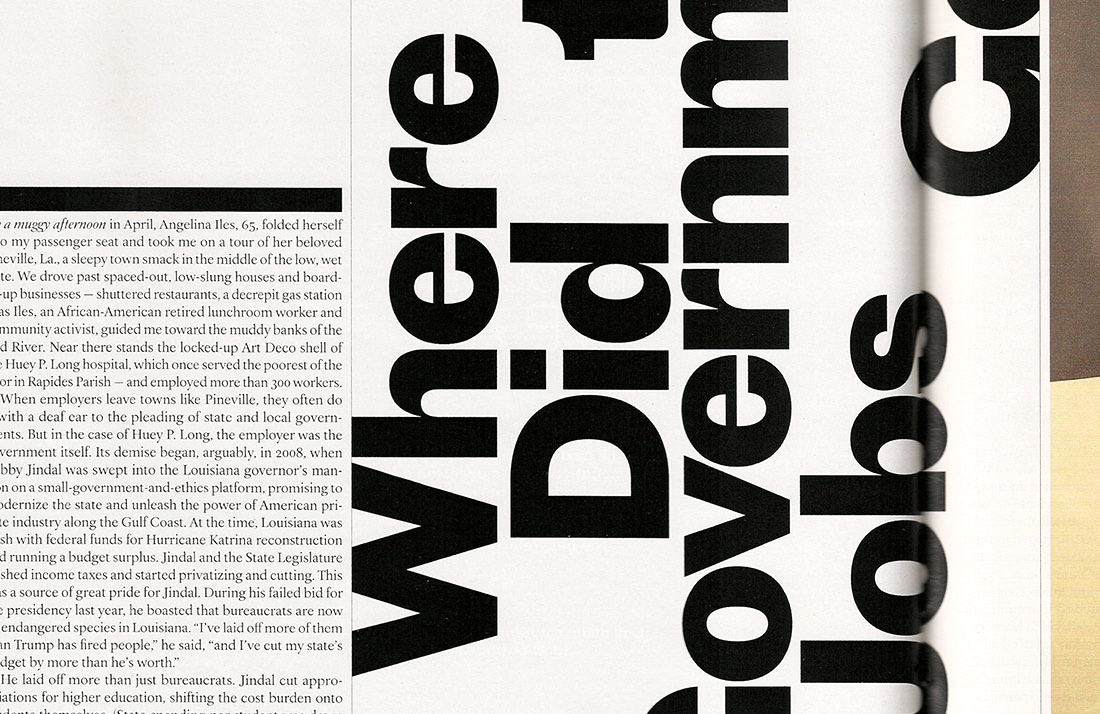 a muggy afternoon in April, Angelina Iles, 65, folded herself
o my passenger seat and took me on a tour of her beloved
neville, La., a sleepy town smack in the middle of the low, wet
te. We drove past spaced-out, low-slung houses and board-
-up businesses — shuttered restaurants, a decrepit gas station
as Iles, an African-American retired lunchroom worker and
mmunity activist, guided me toward the muddy banks of the
d River. Near there stands the locked-up Art Deco shell of
e Huey P. Long hospital, which once served the poorest of the
or in Rapides Parish — and employed more than 300 workers.
When employers leave towns like Pineville, they often do
with a deaf ear to the pleading of state and local govern-
ents. But in the case of Huey P. Long, the employer was the
vernment itself. Its demise began, arguably, in 2008, when
bby Jindal was swept into the Louisiana governor's man-
on on a small-government-and-ethics platform, promising to
odernize the state and unleash the power of American pri-
te industry along the Gulf Coast. At the time, Louisiana was
sh with federal funds for Hurricane Katrina reconstruction
d running a budget surplus. Jindal and the State Legislature
shed income taxes and started privatizing and cutting. This
as a source of great pride for Jindal. During his failed bid for
e presidency last year, he boasted that bureaucrats are now
endangered species in Louisiana. “I've laid off more of them
an Trump has fired people,” he said, “and I've cut my state's
dget by more than he's worth.”
He laid off more than just bureaucrats. Jindal cut appro-
iations for higher education, shifting the cost burden onto
Where
Did t
Governm
Jobs
Go